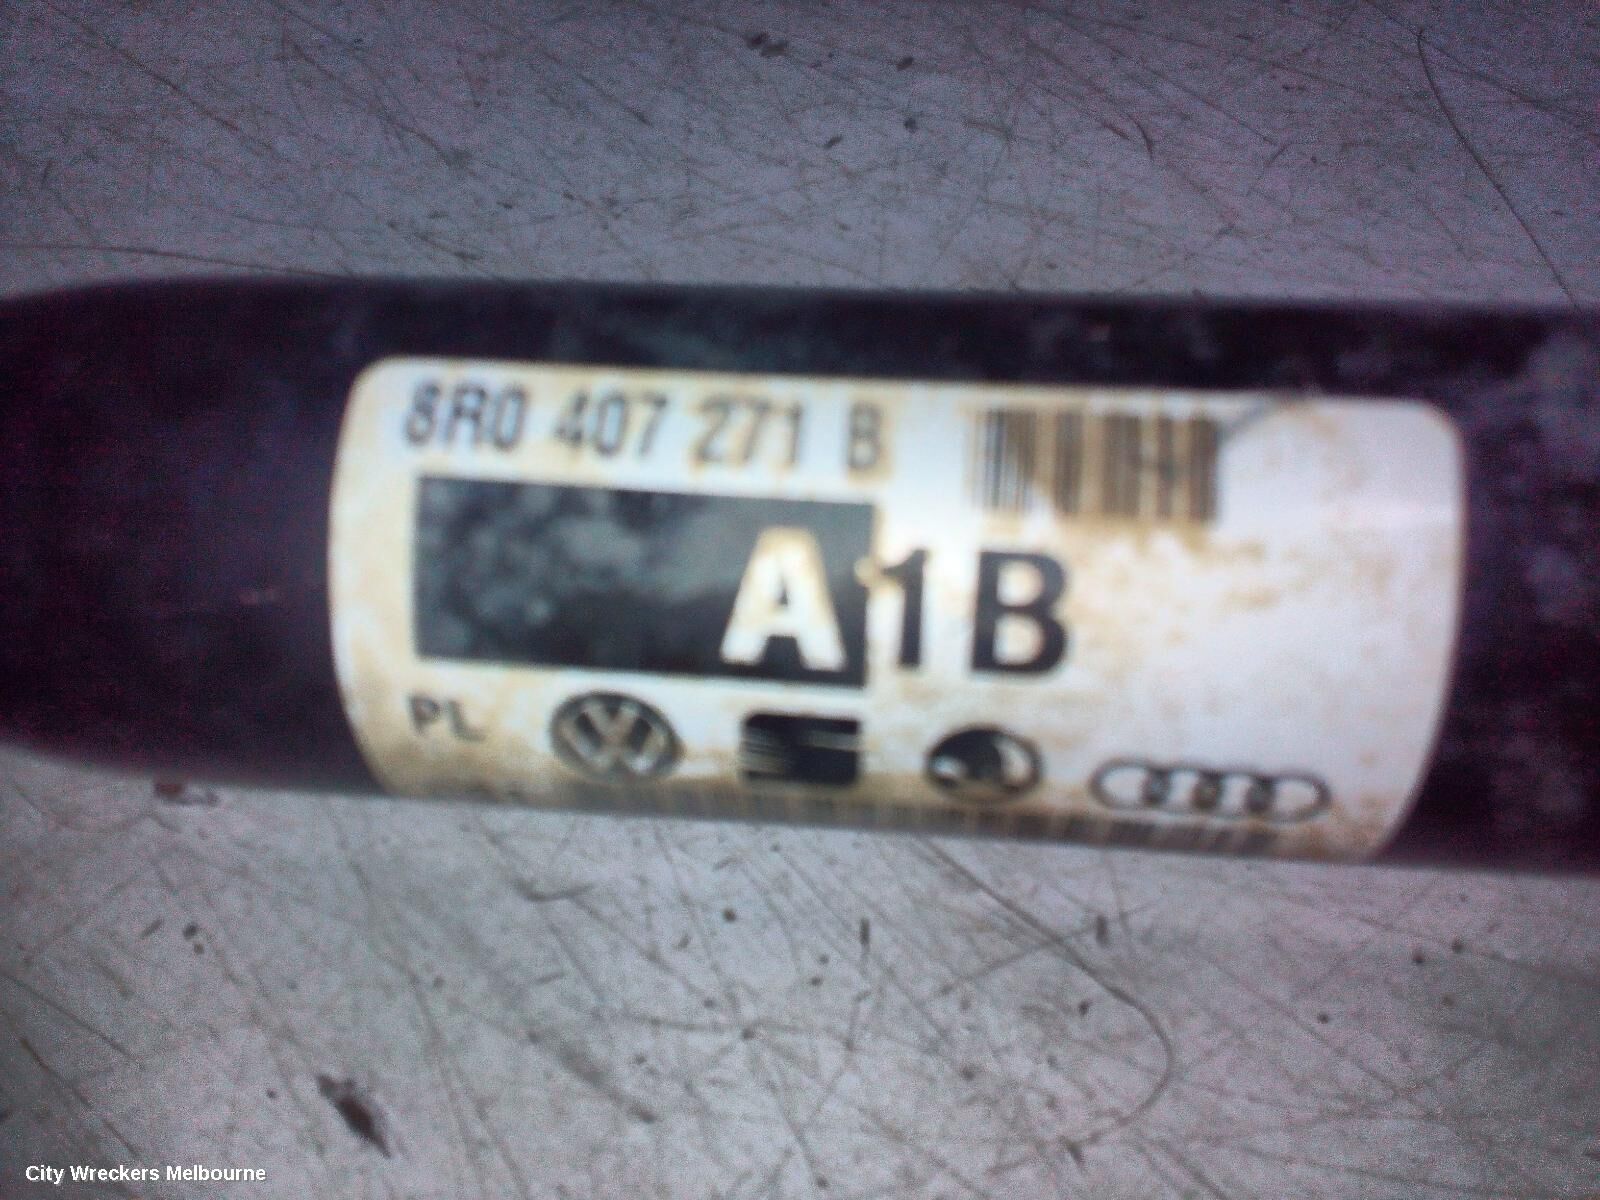 8R0 407 271 B
A1B
PL
City Wreckers Melbourne